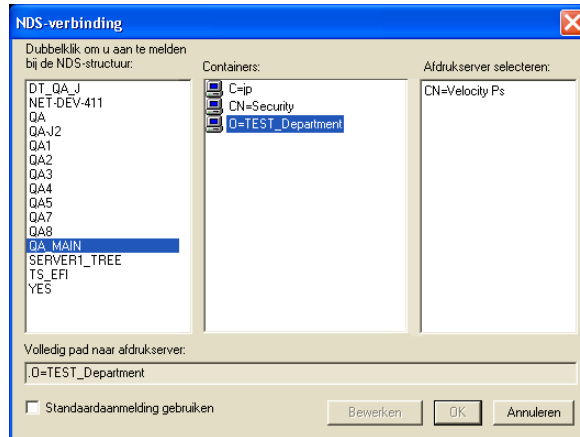 NDS-verbinding
Dubbelklik om u aan te melden
bij de NDS-structuur:
Containers:
Afdrukserver selecteren:
DT_QA_J
NET-DEV-411
QA
QA-J2
QA1
QA2
QA3
QA4
QA5
QA7
QA8
QA_MAIN
SERVER1_TREE
TS_EFI
YES
C=jp
CN=Security
O=TEST_Department
CN=Velocity Ps
Volledig pad naar afdrukserver:
.O=TEST_Department
Standaardaanmelding gebruiken
Bewerken
OK
Annuleren